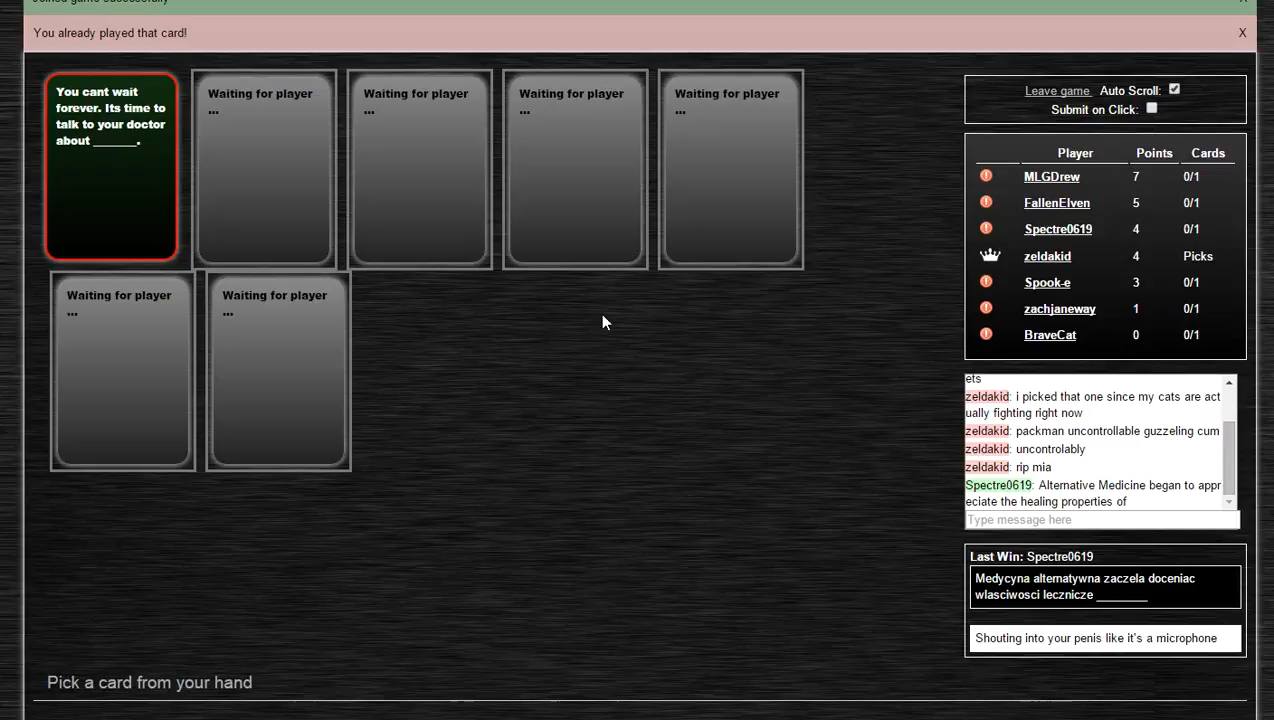 Joined game successfully
X
You already played that card!
X
You cant wait
forever. Its time to
talk to your doctor
about _______.
Waiting for player
...
Waiting for player
...
Waiting for player
...
Waiting for player
...
Waiting for player
...
Waiting for player
...
Leave game Auto Scroll:
Submit on Click:
Player Points Cards
MLGDrew 7 0/1
FallenElven 5 0/1
Spectre0619 4 0/1
zeldakid 4 Picks
Spook-e 3 0/1
zachjaneway 1 0/1
BraveCat 0 0/1
ets
zeldakid: i picked that one since my cats are act
ually fighting right now
zeldakid: packman uncontrollable guzzeling cum
zeldakid: uncontrolably
zeldakid: rip mia
Spectre0619: Alternative Medicine began to appr
eciate the healing properties of
Type message here
Last Win: Spectre0619
Medycyna alternatywna zaczela doceniac
wlasciwosci lecznicze ________
Shouting into your penis like it's a microphone
Pick a card from your hand